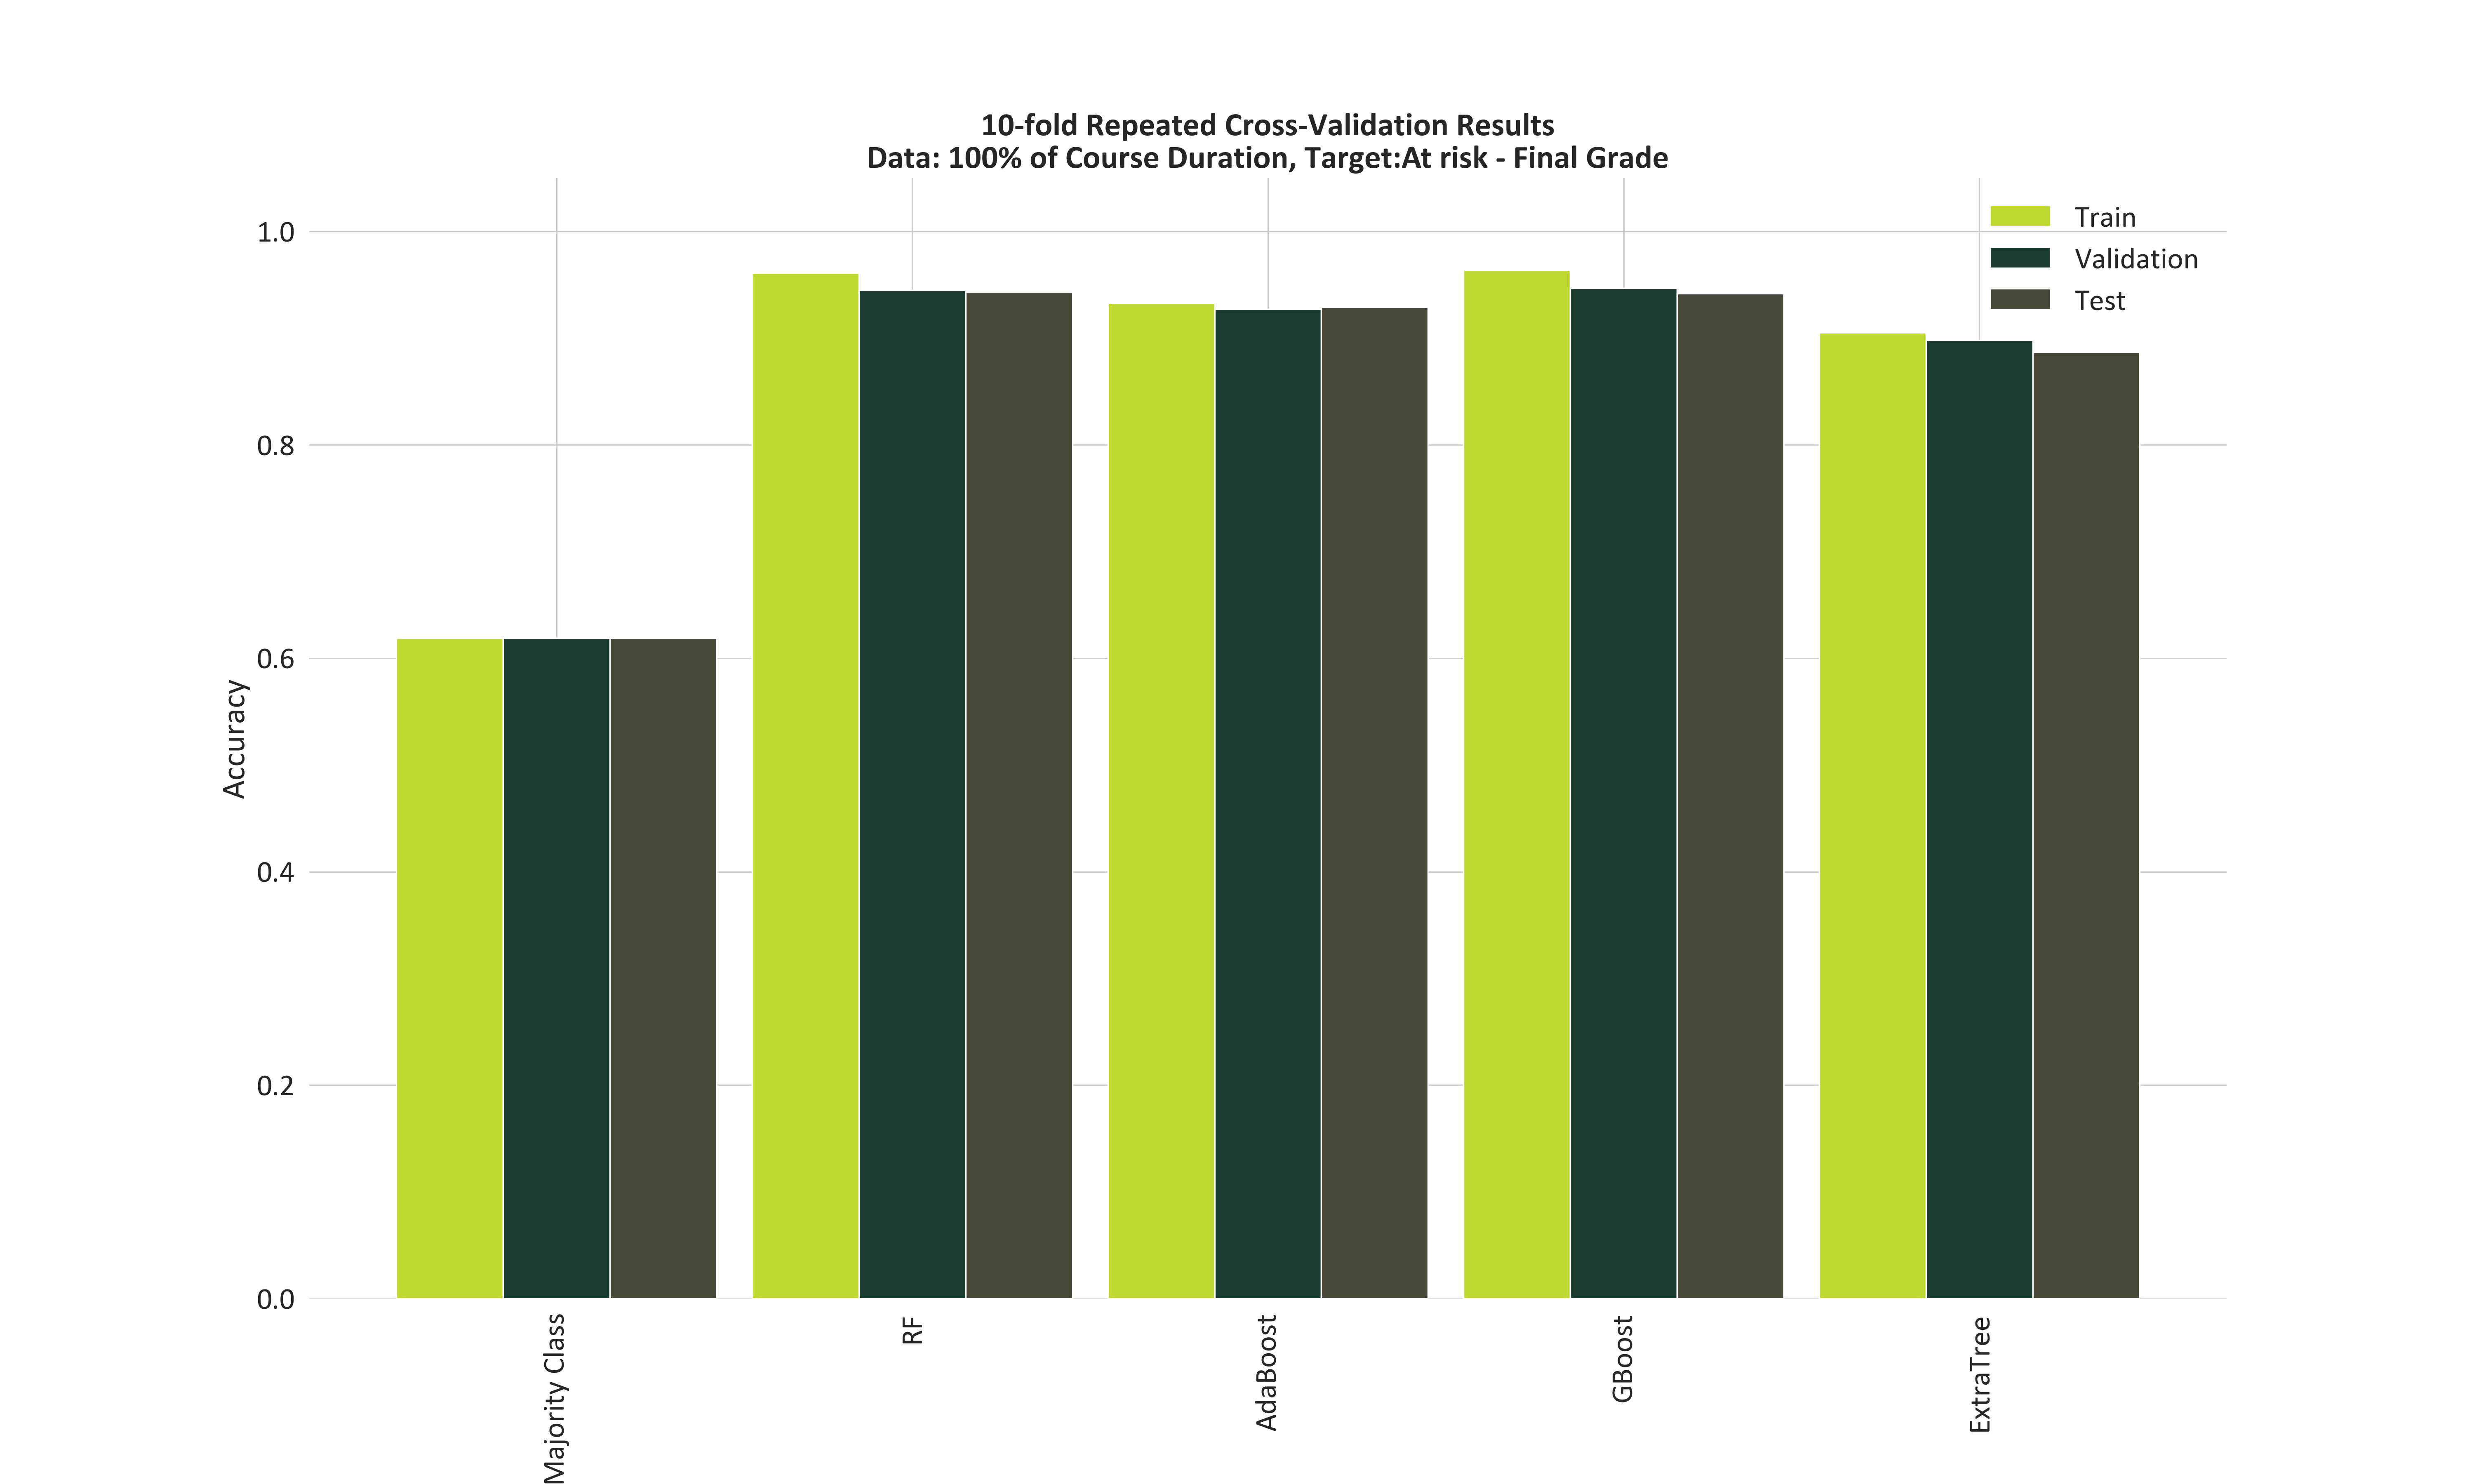 10-fold Repeated Cross-Validation Results
Data: 100% of Course Duration, Target:At risk - Final Grade
Train
Validation
Test
1.0
0.8
0.6
0.4
0.2
0.0
Accuracy
Majority Class
RF
AdaBoost
GBoost
ExtraTree